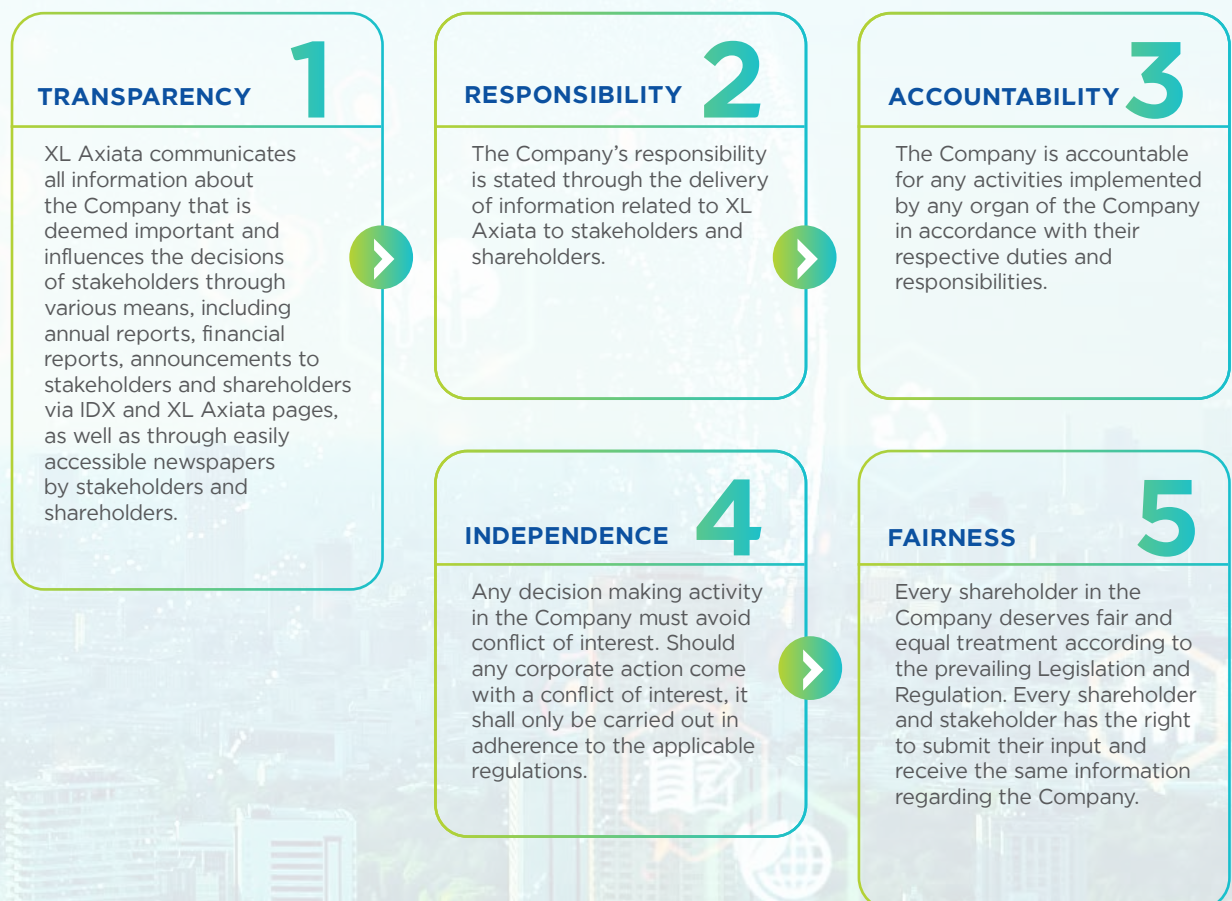 TRANSPARENCY 1
XL Axiata communicates
all information about
the Company that is
deemed important and
influences the decisions
of stakeholders through
various means, including
annual reports, financial
reports, announcements to
stakeholders and shareholders
via IDX and XL Axiata pages,
as well as through easily
accessible newspapers
by stakeholders and
shareholders.
RESPONSIBILITY 2
The Company's responsibility
is stated through the delivery
of information related to XL
Axiata to stakeholders and
shareholders.
ACCOUNTABILITY 3
The Company is accountable
for any activities implemented
by any organ of the Company
in accordance with their
respective duties and
responsibilities.
INDEPENDENCE 4
Any decision making activity
in the Company must avoid
conflict of interest. Should
any corporate action come
with a conflict of interest, it
shall only be carried out in
adherence to the applicable
regulations.
FAIRNESS 5
Every shareholder in the
Company deserves fair and
equal treatment according to
the prevailing Legislation and
Regulation. Every shareholder
and stakeholder has the right
to submit their input and
receive the same information
regarding the Company.